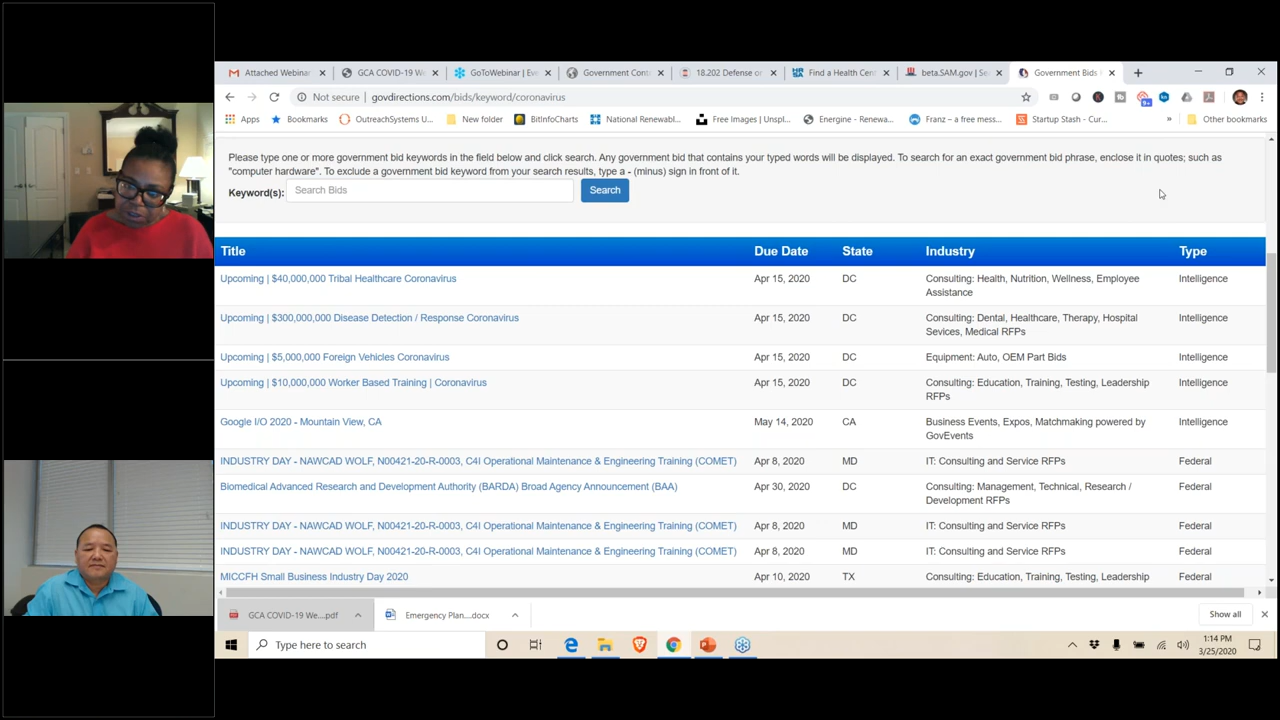 Attached Webinar
GCA COVID-19 W
GoToWebinar | Eve
Government Cont
18.202 Defense or
Find a Health Cent
beta.SAM.gov | Se
Government Bids
Not secure | govdirections.com/bids/keyword/coronavirus
Apps
Bookmarks
OutreachSystems U...
New folder
BitInfoCharts
National Renewabl...
Free Images | Unspl...
Energine - Renewa...
Franz – a free mess...
Startup Stash - Cur...
»
Other bookmarks
Please type one or more government bid keywords in the field below and click search. Any government bid that contains your typed words will be displayed. To search for an exact government bid phrase, enclose it in quotes; such as
"computer hardware". To exclude a government bid keyword from your search results, type a - (minus) sign in front of it.
Keyword(s): Search Bids Search
Title Due Date State Industry Type
Upcoming | $40,000,000 Tribal Healthcare Coronavirus Apr 15, 2020 DC Consulting: Health, Nutrition, Wellness, Employee Intelligence
Assistance
Upcoming | $300,000,000 Disease Detection / Response Coronavirus Apr 15, 2020 DC Consulting: Dental, Healthcare, Therapy, Hospital Intelligence
Sevices, Medical RFPs
Upcoming | $5,000,000 Foreign Vehicles Coronavirus Apr 15, 2020 DC Equipment: Auto, OEM Part Bids Intelligence
Upcoming | $10,000,000 Worker Based Training | Coronavirus Apr 15, 2020 DC Consulting: Education, Training, Testing, Leadership Intelligence
RFPs
Google I/O 2020 - Mountain View, CA May 14, 2020 CA Business Events, Expos, Matchmaking powered by Intelligence
GovEvents
INDUSTRY DAY - NAWCAD WOLF, N00421-20-R-0003, C4I Operational Maintenance & Engineering Training (COMET) Apr 8, 2020 MD IT: Consulting and Service RFPs Federal
Biomedical Advanced Research and Development Authority (BARDA) Broad Agency Announcement (BAA) Apr 30, 2020 DC Consulting: Management, Technical, Research / Federal
Development RFPs
INDUSTRY DAY - NAWCAD WOLF, N00421-20-R-0003, C4I Operational Maintenance & Engineering Training (COMET) Apr 8, 2020 MD IT: Consulting and Service RFPs Federal
INDUSTRY DAY - NAWCAD WOLF, N00421-20-R-0003, C4I Operational Maintenance & Engineering Training (COMET) Apr 8, 2020 MD IT: Consulting and Service RFPs Federal
MICCFH Small Business Industry Day 2020 Apr 10, 2020 TX Consulting: Education, Training, Testing, Leadership Federal
GCA COVID-19 We....pdf
Emergency Plan....docx
Show all
Type here to search
1:14 PM
3/25/2020